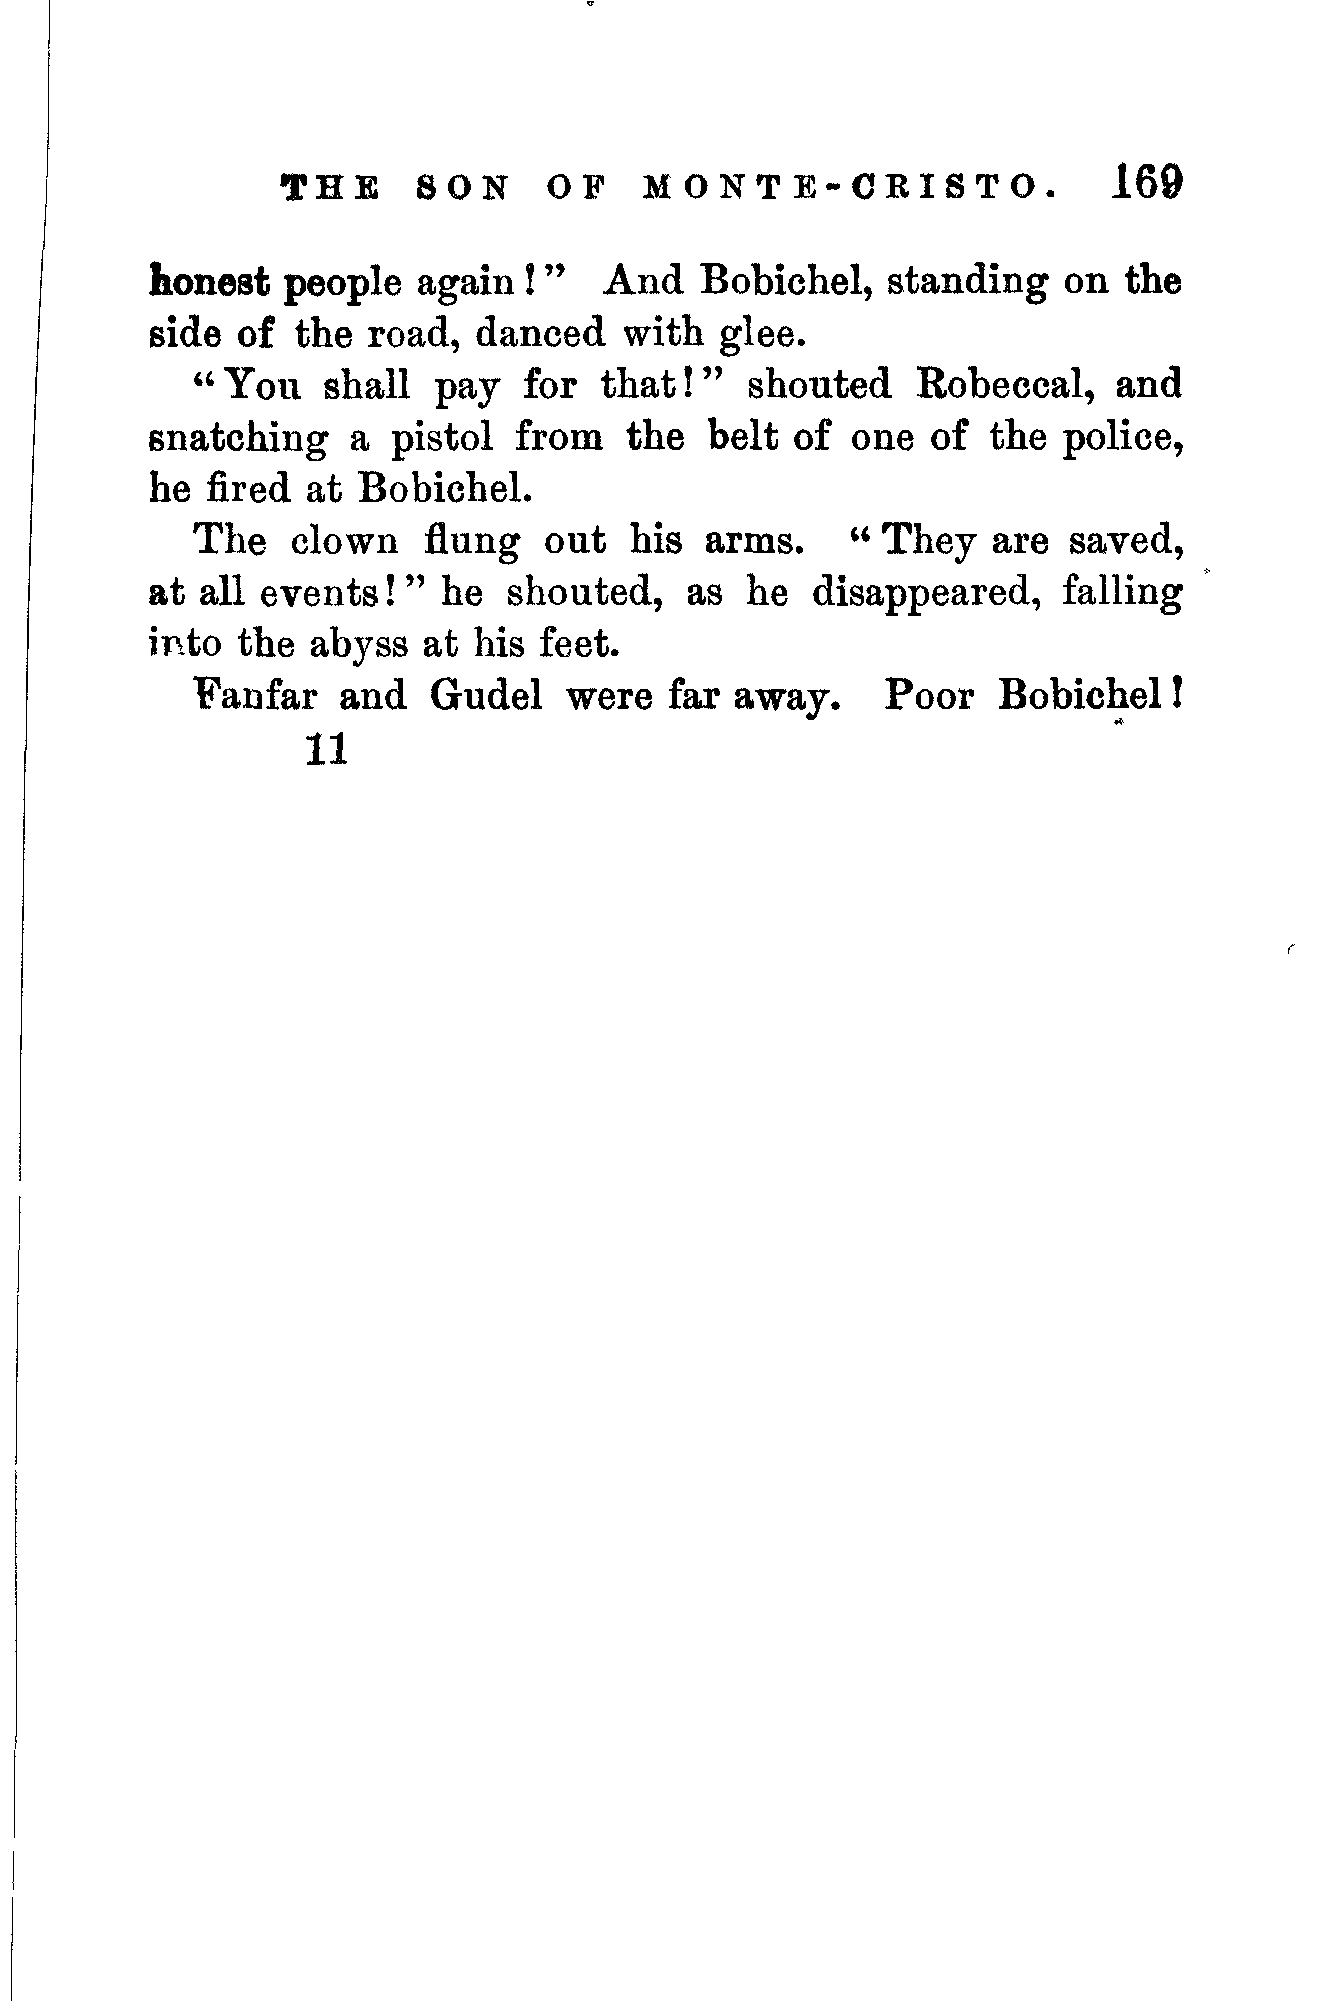 THE SON OF MONTE-CRISTO. 169
honest people again!" And Bobichel, standing on the
side of the road, danced with glee.
"You shall pay for that!" shouted Robeccal, and
snatching a pistol from the belt of one of the police,
he fired at Bobichel.
The clown flung out his arms. "They are saved,
at all events!" he shouted, as he disappeared, falling
into the abyss at his feet.
Fanfar and Gudel were far away. Poor Bobichel!
11